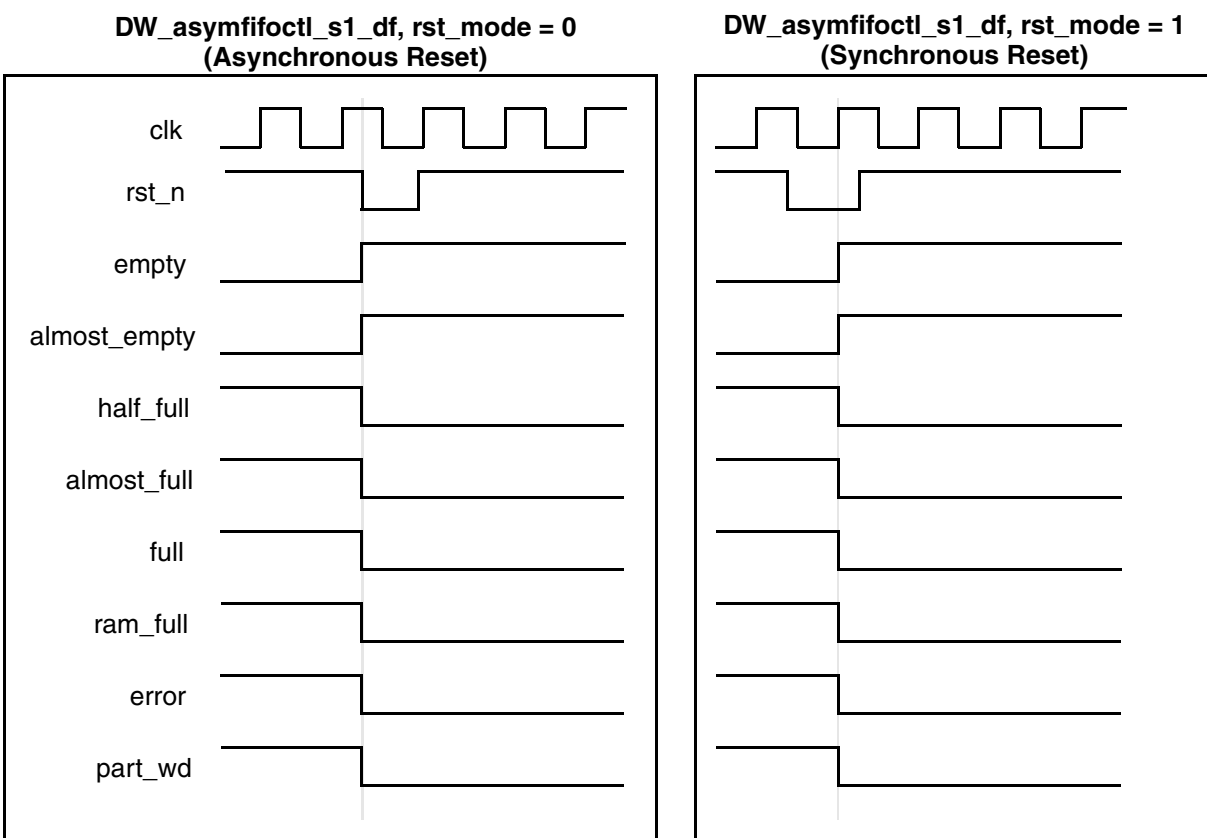 DW_asymfifoctl_s1_df, rst_mode = 0
(Asynchronous Reset)
DW_asymfifoctl_s1_df, rst_mode = 1
(Synchronous Reset)
clk
rst_n
empty
almost_empty
half_full
almost_full
full
ram_full
error
part_wd